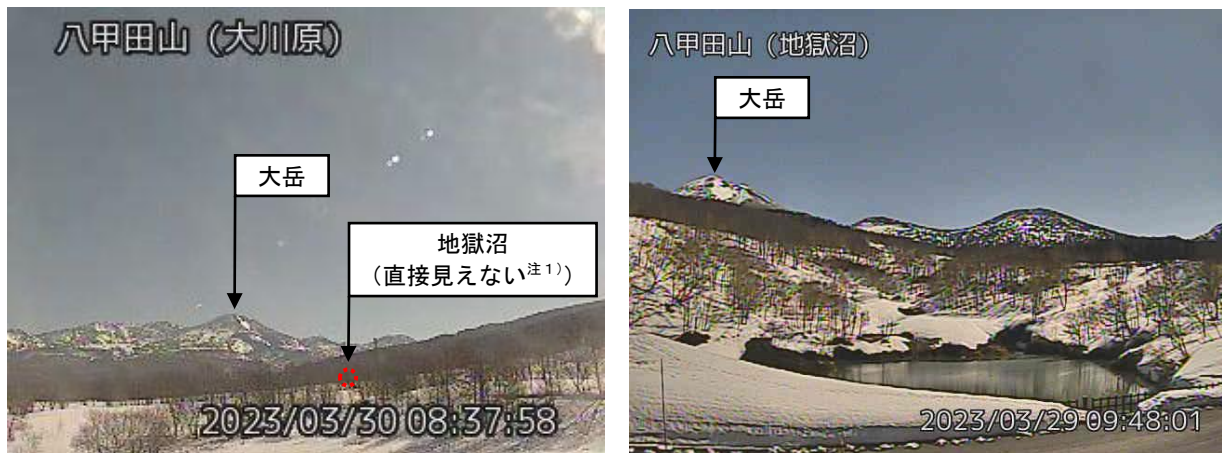 八甲田山（大川原）
大岳
地獄沼
（直接見えない注１））
2023/03/30 08:37:58
八甲田山（地獄沼）
大岳
2023/03/29 09:48:01